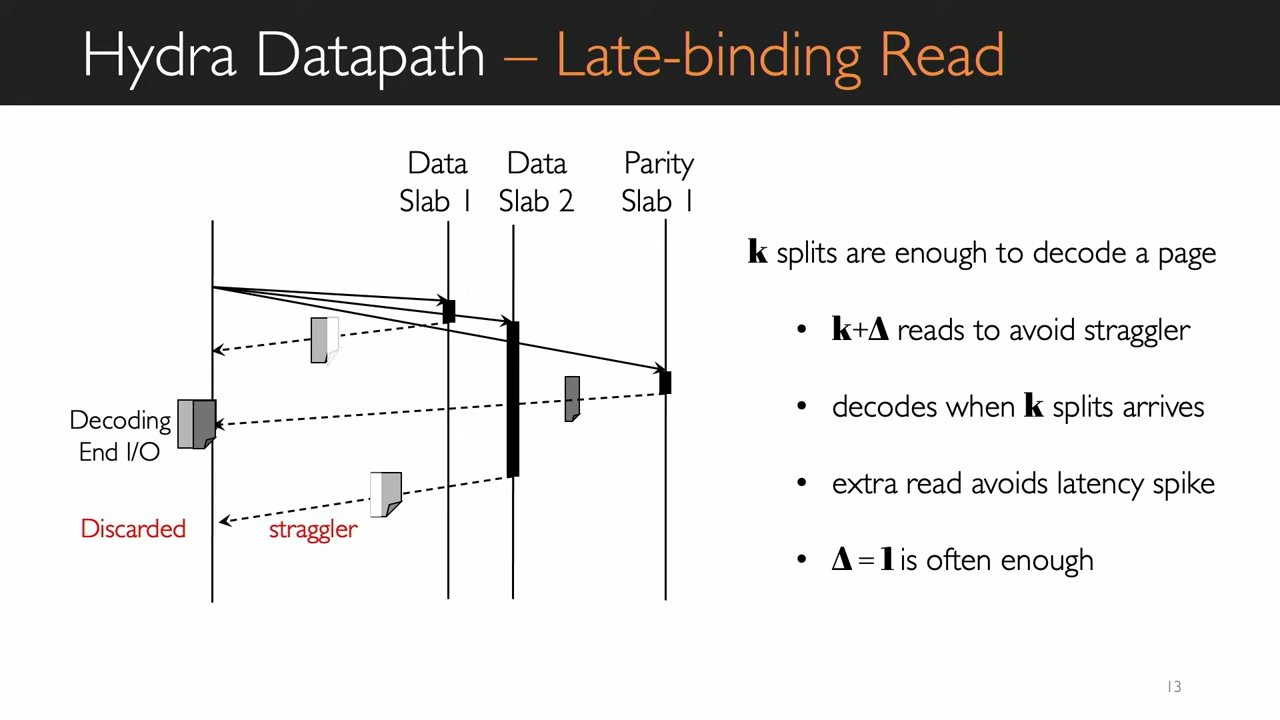 Hydra Datapath – Late-binding Read
Data Slab 1
Data Slab 2
Parity Slab 1
Decoding
End I/O
Discarded
straggler
k splits are enough to decode a page
• k+Δ reads to avoid straggler
• decodes when k splits arrives
• extra read avoids latency spike
• Δ = 1 is often enough
13